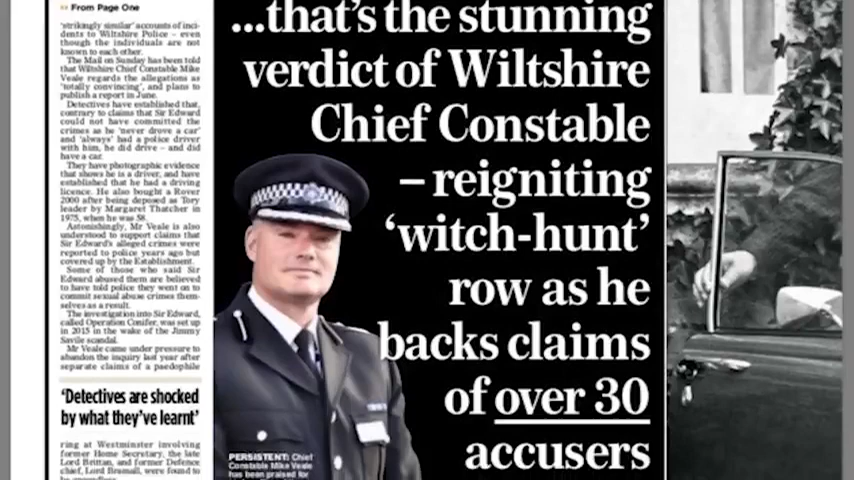 From Page One
'strikingly similar' accounts of inci-
dents to Wiltshire Police – even
though the individuals are not
known to each other.
The Mail on Sunday has been told
that Wiltshire Chief Constable Mike
Veale regards the allegations as
'totally convincing', and plans to
publish a report in June.
Detectives have established that,
contrary to claims that Sir Edward
could not have committed the
crimes as he 'never drove a car'
and 'always' had a police driver
with him, he did drive – and did
have a car.
They have photographic evidence
that shows he is a driver, and have
established that he had a driving
licence. He also bought a Rover
2000 after being deposed as Tory
leader by Margaret Thatcher in
1975, when he was 58.
Astonishingly, Mr Veale is also
understood to support claims that
Sir Edward's alleged crimes were
reported to police years ago but
covered up by the Establishment.
Some of those who said Sir
Edward abused them are believed
to have told police they went on to
commit sexual abuse crimes them-
selves as a result.
The investigation into Sir Edward,
called Operation Conifer, was set up
in 2015 in the wake of the Jimmy
Savile scandal.
Mr Veale came under pressure to
abandon the inquiry last year after
separate claims of a paedophile
'Detectives are shocked
by what they've learnt'
ring at Westminster involving
former Home Secretary, the late
Lord Brittan, and former Defence
chief, Lord Bramall, were found to
...that's the stunning
verdict of Wiltshire
Chief Constable
– reigniting
'witch-hunt'
row as he
backs claims
of over 30
accusers
PERSISTENT: Chief
Constable Mike Veale
has been praised for